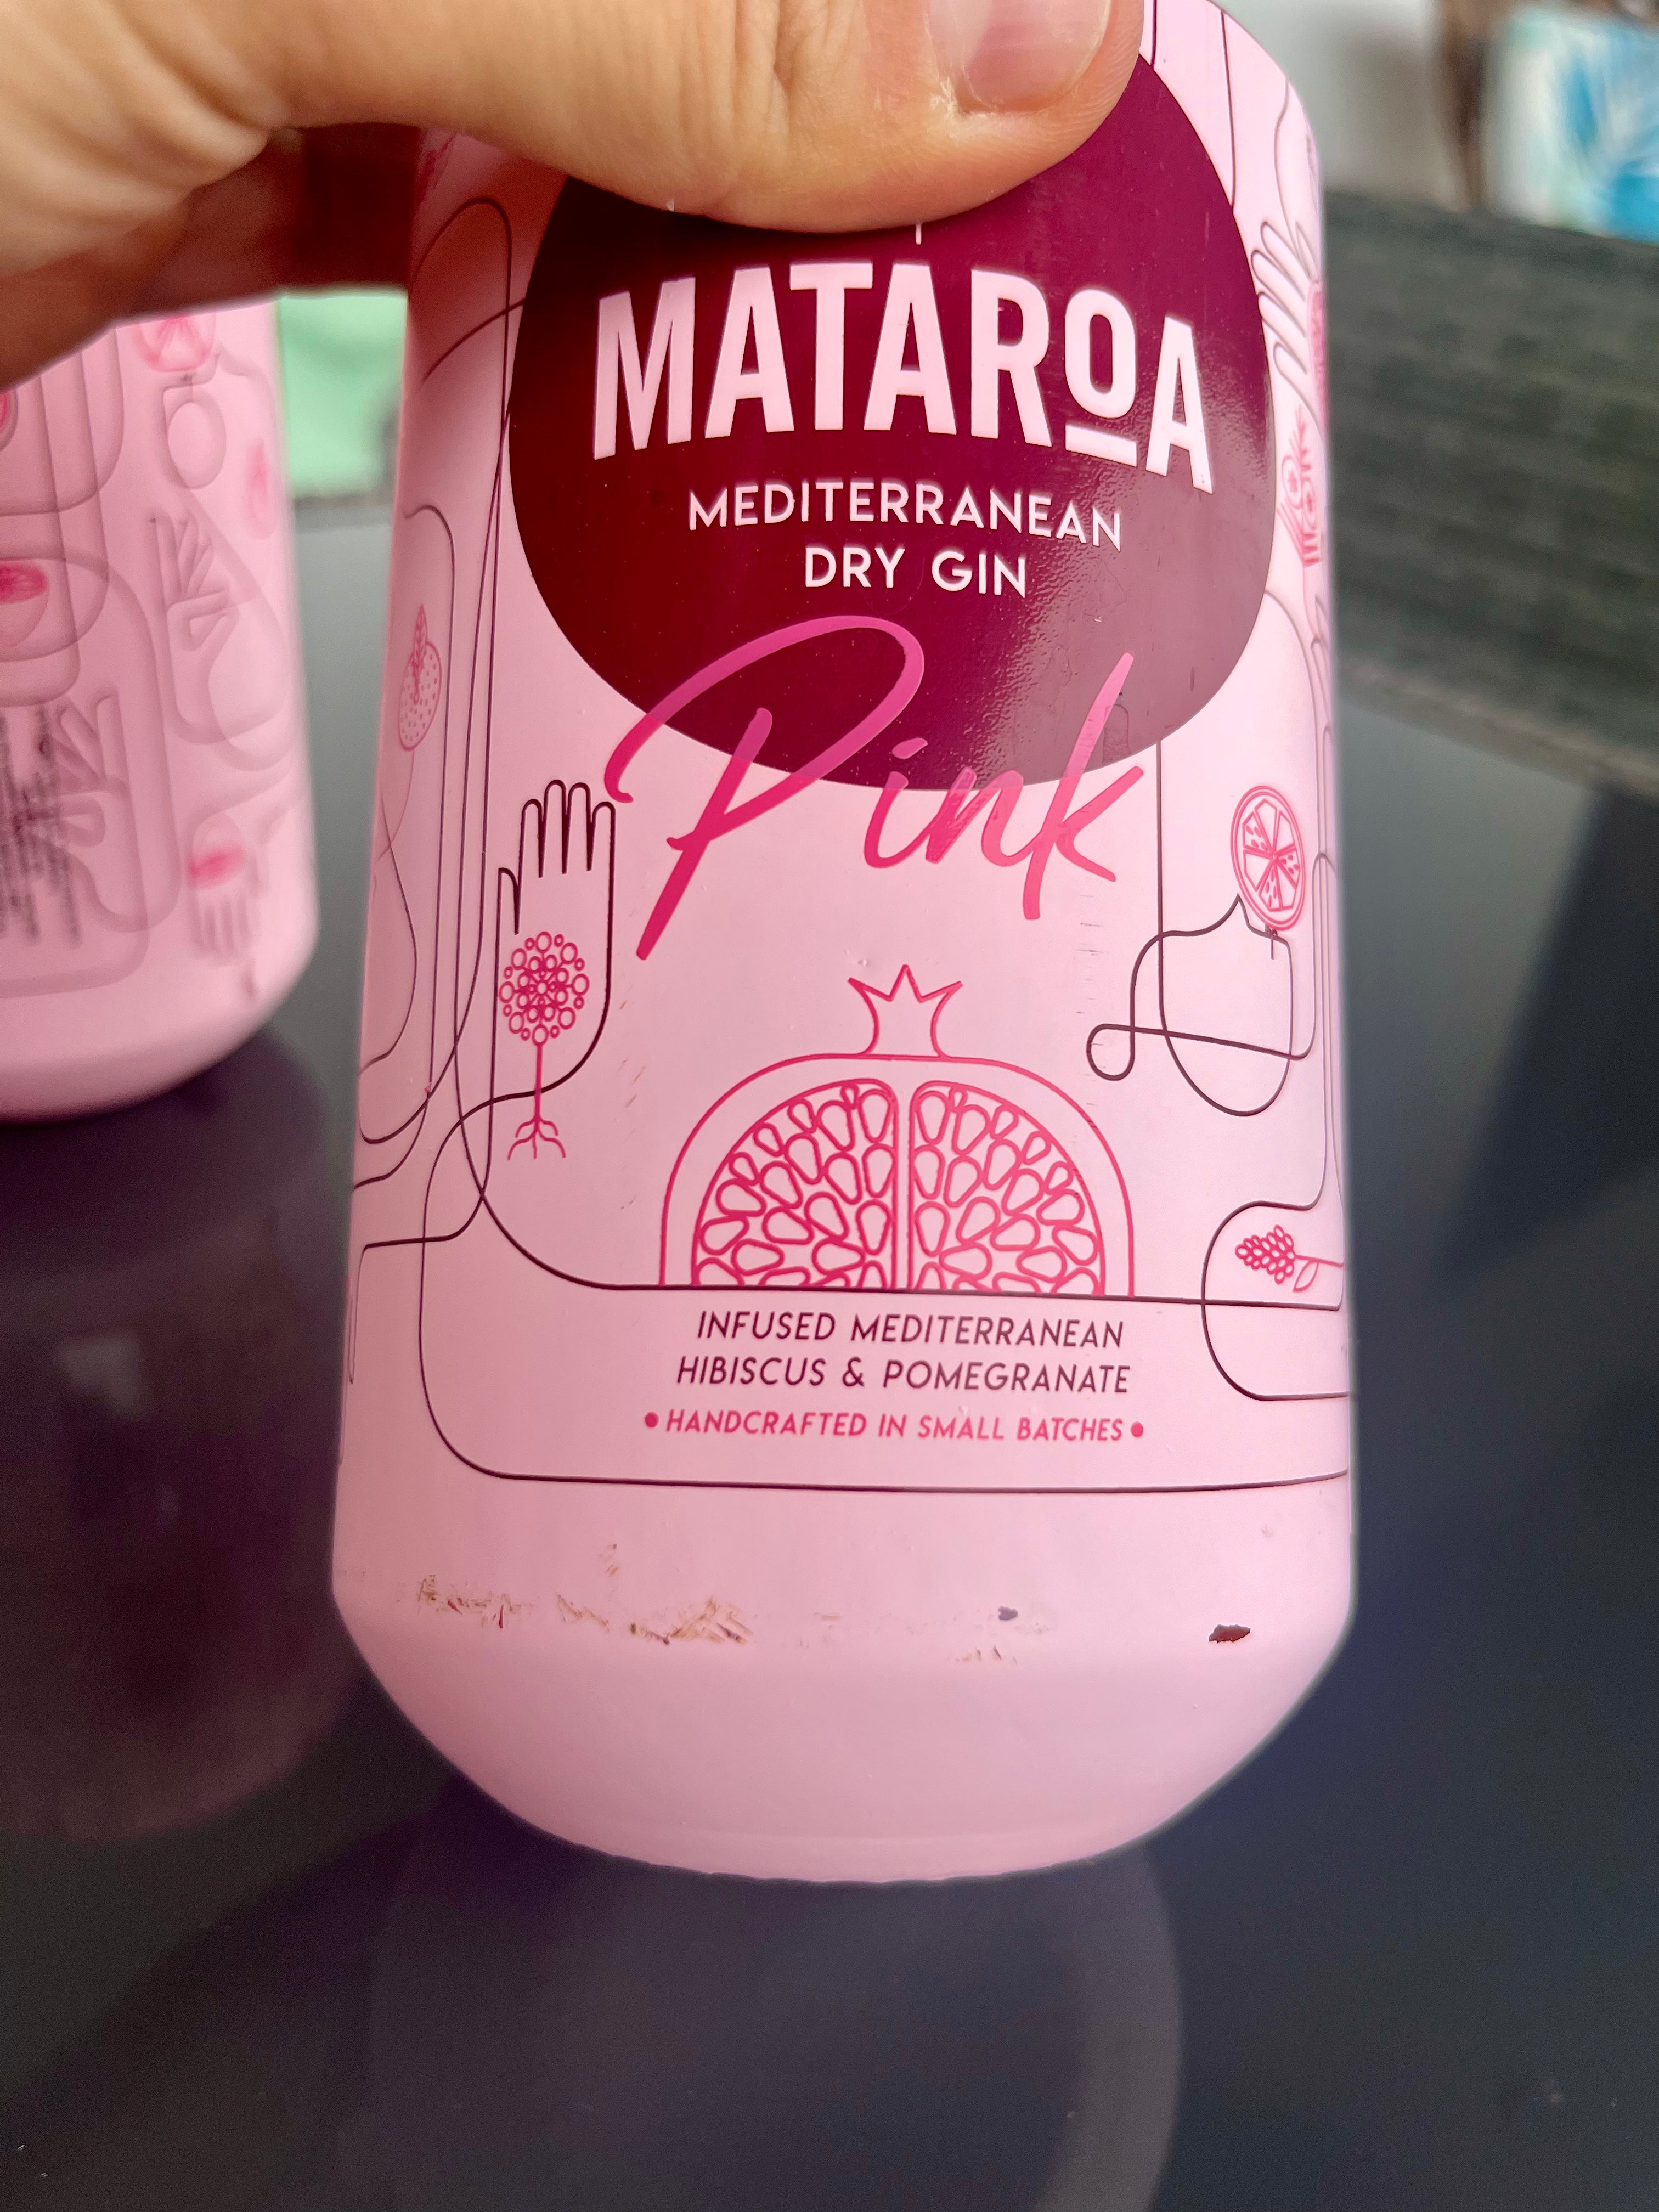 MATAROA
MEDITERRANEAN
DRY GIN
Pink
INFUSED MEDITERRANEAN
HIBISCUS & POMEGRANATE
• HANDCRAFTED IN SMALL BATCHES •